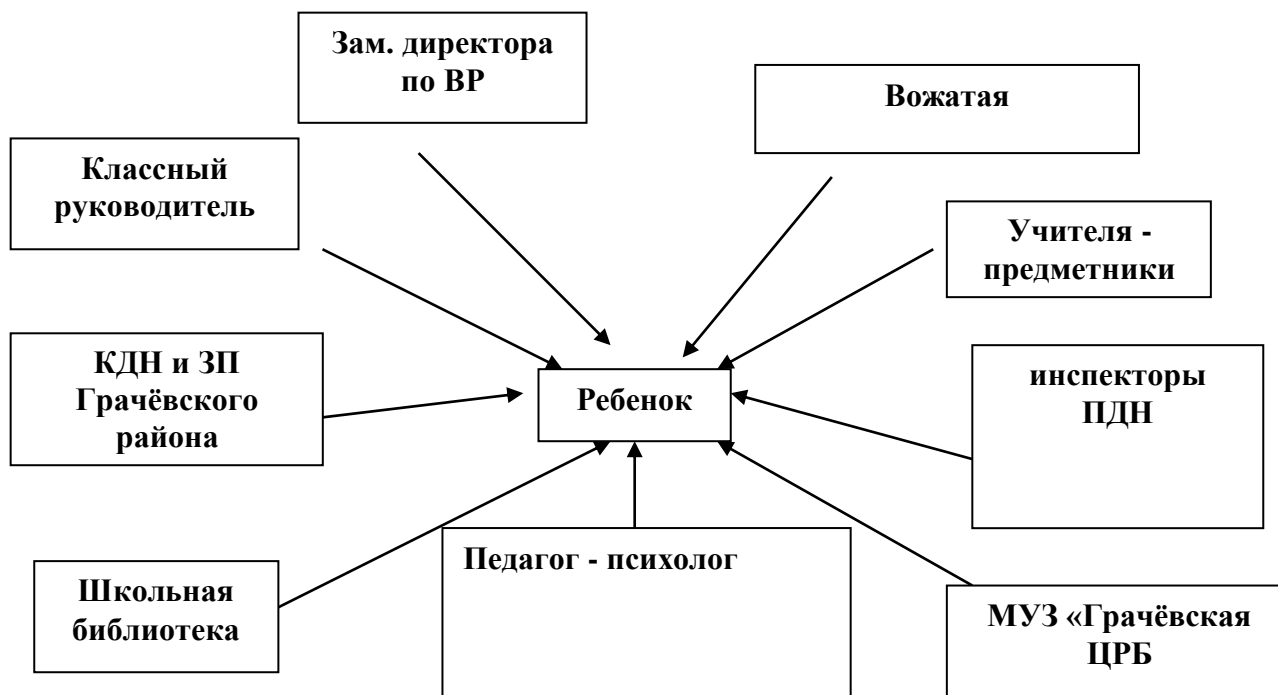 Зам. директора
по ВР
Вожатая
Классный
руководитель
Учителя -
предметники
КДН и ЗП
Грачёвского
района
Ребенок
инспекторы
ПДН
Школьная
библиотека
Педагог - психолог
МУЗ «Грачёвская
ЦРБ